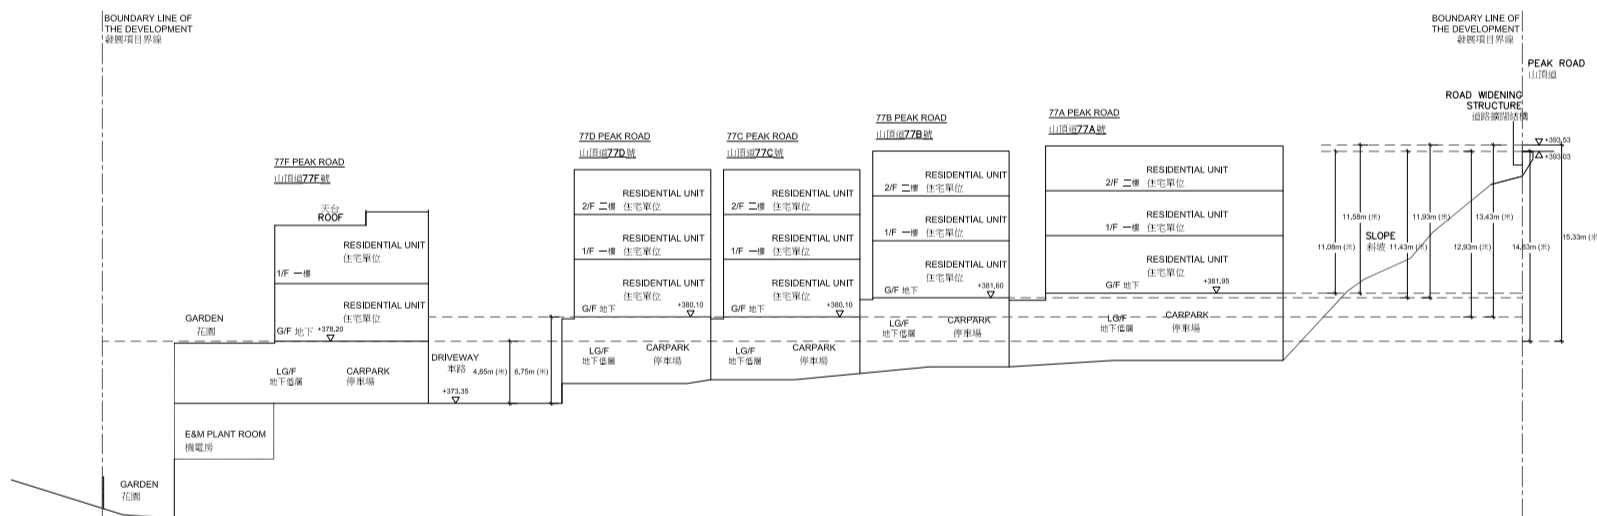 BOUNDARY LINE OF
THE DEVELOPMENT
發展項目界線
BOUNDARY LINE OF
THE DEVELOPMENT
發展項目界線
PEAK ROAD
山頂道
ROAD WIDENING
STRUCTURE
道路擴闊結構
+393.53
+393.03
77F PEAK ROAD
山頂道77F號
天台
ROOF
RESIDENTIAL UNIT
住宅單位
1/F 一樓
RESIDENTIAL UNIT
住宅單位
G/F 地下 +378.20
GARDEN
花園
LG/F
地下低層
CARPARK
停車場
E&M PLANT ROOM
機電房
GARDEN
花園
DRIVEWAY
車路
+373.35
4.85m (米)
6.75m (米)
77D PEAK ROAD
山頂道77D號
RESIDENTIAL UNIT
2/F 二樓 住宅單位
RESIDENTIAL UNIT
1/F 一樓 住宅單位
RESIDENTIAL UNIT
住宅單位
G/F 地下 +380.10
LG/F
地下低層
CARPARK
停車場
77C PEAK ROAD
山頂道77C號
RESIDENTIAL UNIT
2/F 二樓 住宅單位
RESIDENTIAL UNIT
1/F 一樓 住宅單位
RESIDENTIAL UNIT
住宅單位
G/F 地下 +380.10
LG/F
地下低層
CARPARK
停車場
77B PEAK ROAD
山頂道77B號
RESIDENTIAL UNIT
2/F 二樓 住宅單位
RESIDENTIAL UNIT
1/F 一樓 住宅單位
RESIDENTIAL UNIT
住宅單位
G/F 地下 +381.60
LG/F
地下低層
CARPARK
停車場
77A PEAK ROAD
山頂道77A號
RESIDENTIAL UNIT
2/F 二樓 住宅單位
RESIDENTIAL UNIT
1/F 一樓 住宅單位
RESIDENTIAL UNIT
住宅單位
G/F 地下 +381.95
LG/F
地下低層
CARPARK
停車場
SLOPE
斜坡
11.58m (米)
11.93m (米)
13.43m (米)
11.08m (米)
11.43m (米)
12.93m (米)
14.83m (米)
15.33m (米)